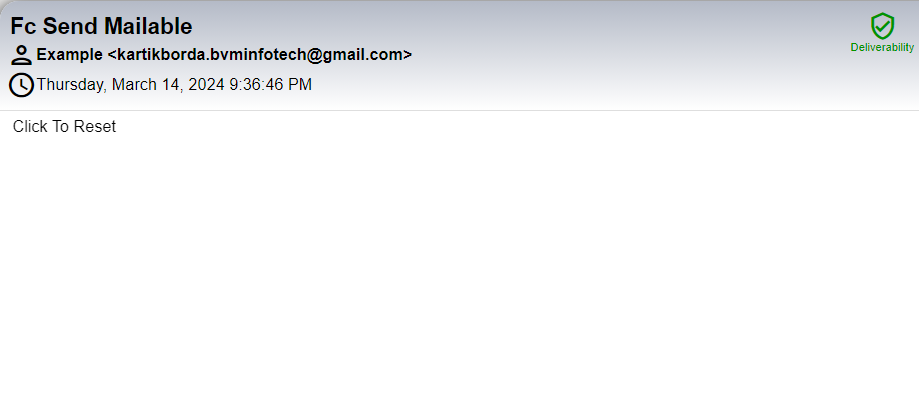 Fc Send Mailable
Example <kartikborda.bvminfotech@gmail.com>
Deliverability
Thursday, March 14, 2024 9:36:46 PM
Click To Reset